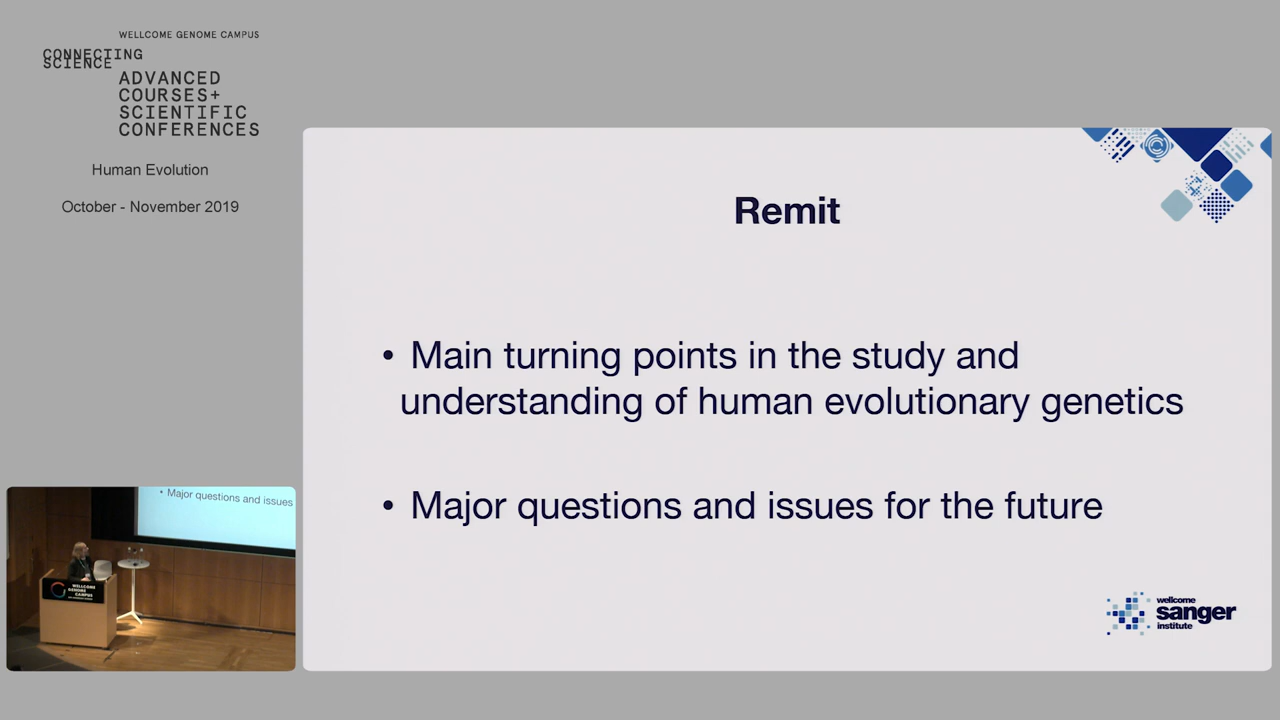 WELLCOME GENOME CAMPUS
CONNECTING
SCIENCE
ADVANCED
COURSES+
SCIENTIFIC
CONFERENCES
Human Evolution
October - November 2019
Remit
• Main turning points in the study and
understanding of human evolutionary genetics
• Major questions and issues for the future
wellcome
sanger
institute
• Major questions and issues
WELLCOME
GENOME
CAMPUS